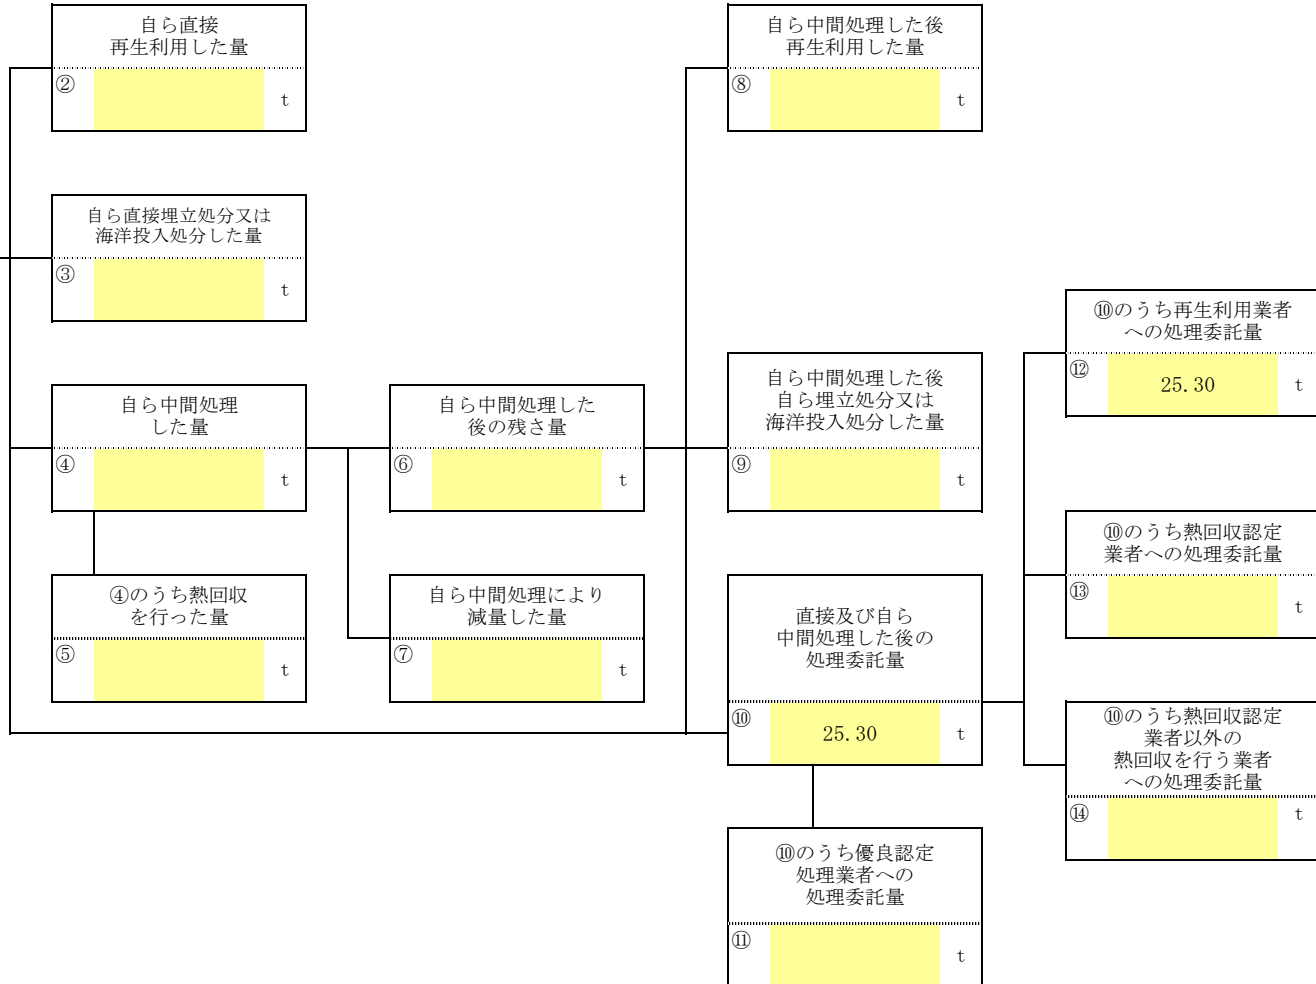 自ら直接
再生利用した量
②
t
自ら中間処理した後
再生利用した量
⑧
t
自ら直接埋立処分又は
海洋投入処分した量
③
t
⑩のうち再生利用業者
への処理委託量
⑫
25.30
t
自ら中間処理
した量
④
t
自ら中間処理した
後の残さ量
⑥
t
自ら中間処理した後
自ら埋立処分又は
海洋投入処分した量
⑨
t
⑩のうち熱回収認定
業者への処理委託量
⑬
t
④のうち熱回収
を行った量
⑤
t
自ら中間処理により
減量した量
⑦
t
直接及び自ら
中間処理した後の
処理委託量
⑩
25.30
t
⑩のうち熱回収認定
業者以外の
熱回収を行う業者
への処理委託量
⑭
t
⑩のうち優良認定
処理業者への
処理委託量
⑪
t